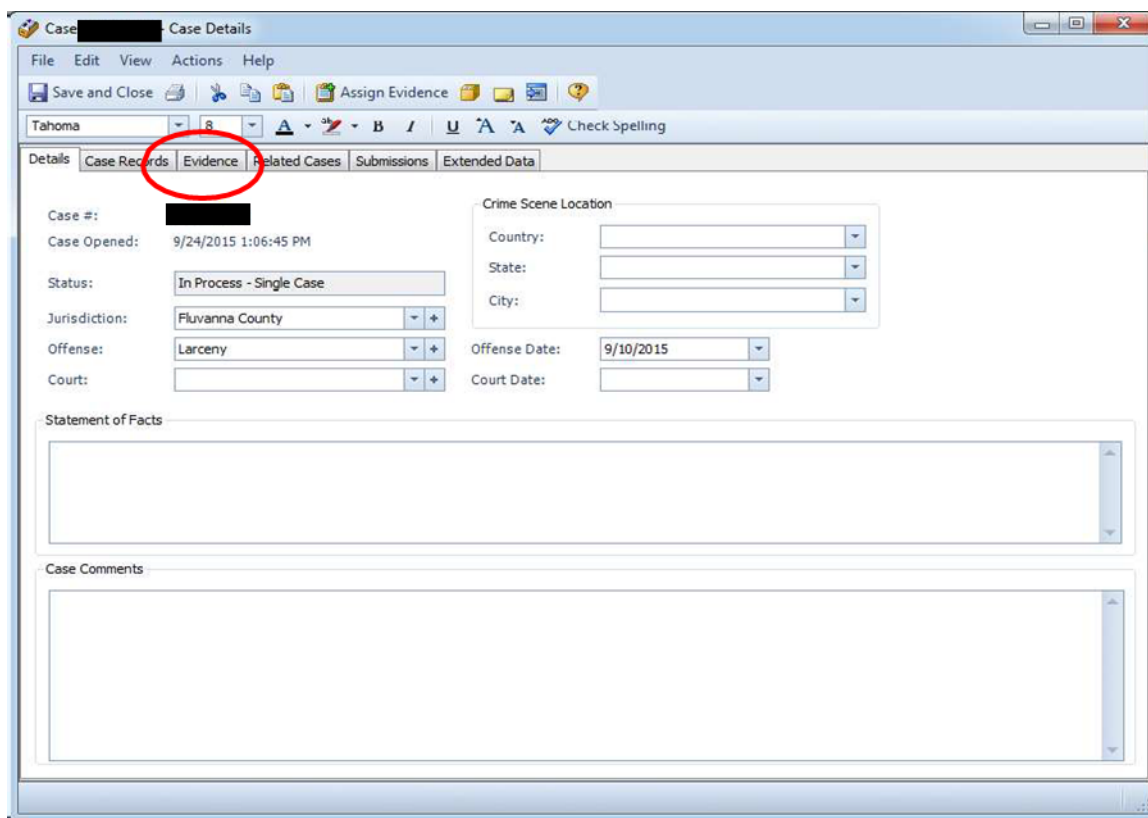 Case - Case Details
File Edit View Actions Help
Save and Close Assign Evidence
Tahoma 8 A B I U A A Check Spelling
Details Case Records Evidence Related Cases Submissions Extended Data
Case #:
Case Opened: 9/24/2015 1:06:45 PM
Status: In Process - Single Case
Jurisdiction: Fluvanna County
Offense: Larceny
Court:
Crime Scene Location
Country:
State:
City:
Offense Date: 9/10/2015
Court Date:
Statement of Facts
Case Comments